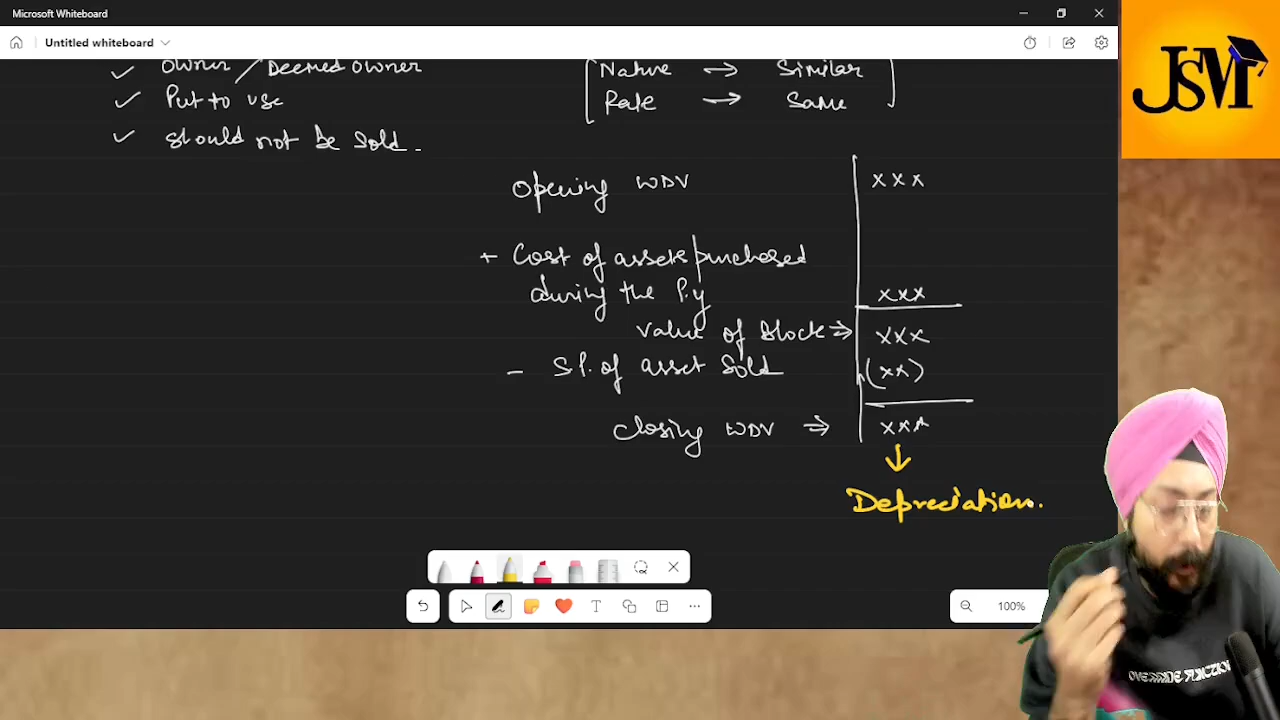 Microsoft Whiteboard
Untitled whiteboard
Owner / Deemed owner
Put to use
should not be sold.
Nature ↔ Similar
Rate → Same
Opening WDV xxx
+ Cost of assets purchased
during the P.y xxx
value of block ⇒ xxx
- S.P. of asset sold (xx)
closing WDV ⇒ xxx
↓
Depreciation.
100%
JSM